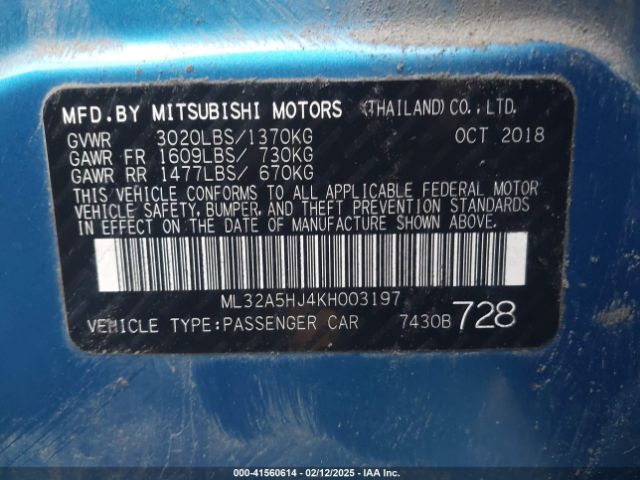 MFD.BY MITSUBISHI MOTORS (THAILAND) CO.,LTD.
GVWR 3020LBS/1370KG OCT 2018
GAWR FR 1609LBS/ 730KG
GAWR RR 1477LBS/ 670KG
THIS VEHICLE CONFORMS TO ALL APPLICABLE FEDERAL MOTOR
VEHICLE SAFETY, BUMPER, AND THEFT PREVENTION STANDARDS
IN EFFECT ON THE DATE OF MANUFACTURE SHOWN ABOVE.
ML32A5HJ4KH003197
VEHICLE TYPE:PASSENGER CAR 7430B 728
000-41560614 - 02/12/2025 - IAA Inc.